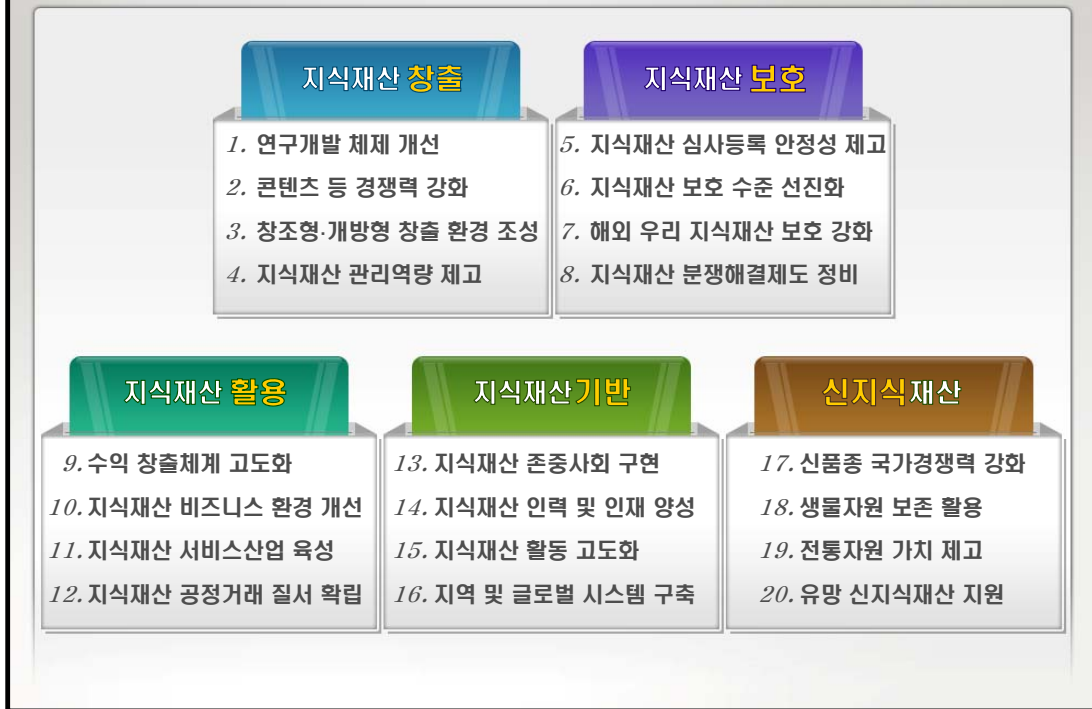 지식재산 창출
1. 연구개발 체제 개선
2. 콘텐츠 등 경쟁력 강화
3. 창조형·개방형 창출 환경 조성
4. 지식재산 관리역량 제고
지식재산 보호
5. 지식재산 심사등록 안정성 제고
6. 지식재산 보호 수준 선진화
7. 해외 우리 지식재산 보호 강화
8. 지식재산 분쟁해결제도 정비
지식재산 활용
9. 수익 창출체계 고도화
10. 지식재산 비즈니스 환경 개선
11. 지식재산 서비스산업 육성
12. 지식재산 공정거래 질서 확립
지식재산기반
13. 지식재산 존중사회 구현
14. 지식재산 인력 및 인재 양성
15. 지식재산 활동 고도화
16. 지역 및 글로벌 시스템 구축
신지식재산
17. 신품종 국가경쟁력 강화
18. 생물자원 보존 활용
19. 전통자원 가치 제고
20. 유망 신지식재산 지원